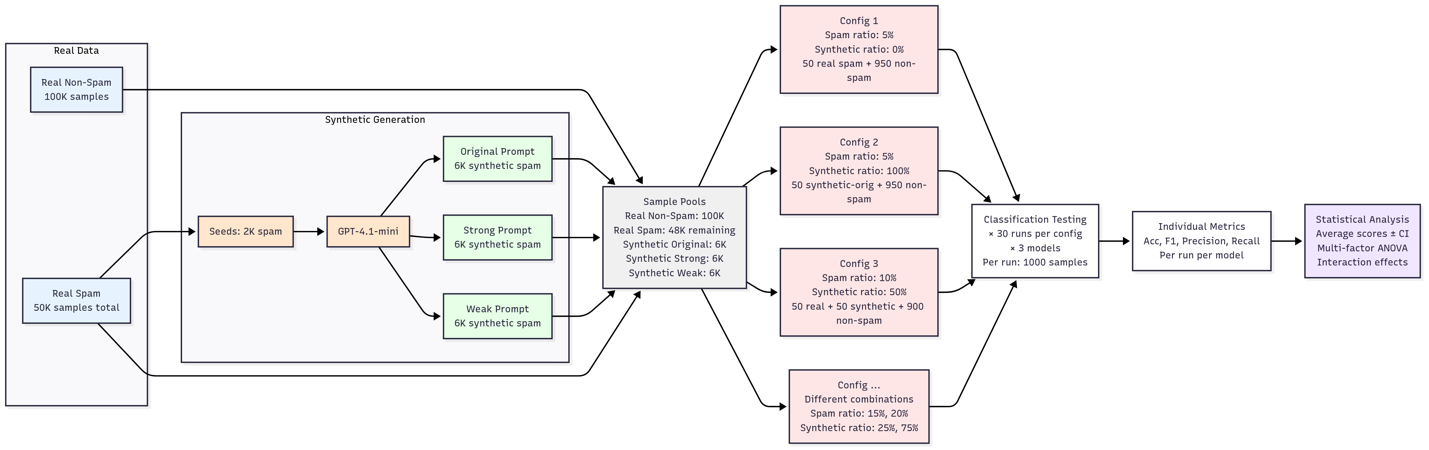 Real Data
Real Non-Spam
100K samples
Real Spam
50K samples total
Synthetic Generation
Seeds: 2K spam
GPT-4.1-mini
Original Prompt
6K synthetic spam
Strong Prompt
6K synthetic spam
Weak Prompt
6K synthetic spam
Sample Pools
Real Non-Spam: 100K
Real Spam: 48K remaining
Synthetic Original: 6K
Synthetic Strong: 6K
Synthetic Weak: 6K
Config 1
Spam ratio: 5%
Synthetic ratio: 0%
50 real spam + 950 non-
spam
Config 2
Spam ratio: 5%
Synthetic ratio: 100%
50 synthetic-orig + 950 non-
spam
Config 3
Spam ratio: 10%
Synthetic ratio: 50%
50 real + 50 synthetic + 900
non-spam
Config ...
Different combinations
Spam ratio: 15%, 20%
Synthetic ratio: 25%, 75%
Classification Testing
× 30 runs per config
× 3 models
Per run: 1000 samples
Individual Metrics
Acc, F1, Precision, Recall
Per run per model
Statistical Analysis
Average scores ± CI
Multi-factor ANOVA
Interaction effects